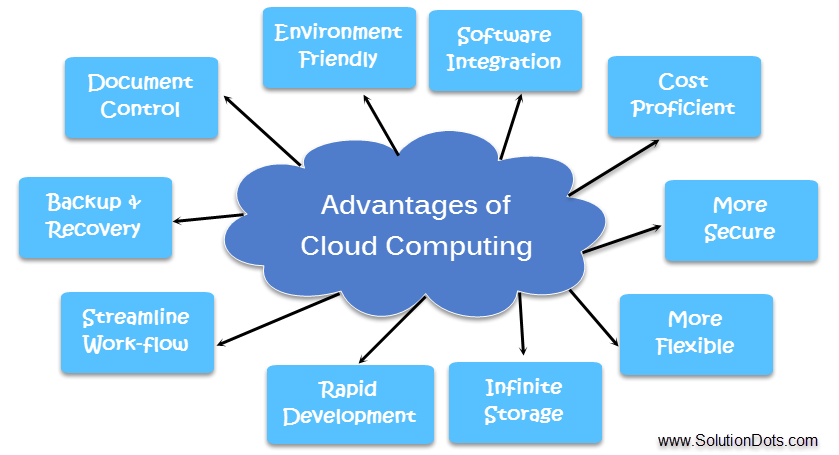 Environment
Friendly
Software
Integration
Document
Control
Cost
Proficient
Backup &
Recovery
Advantages of
Cloud Computing
More
Secure
Streamline
Work-flow
More
Flexible
Rapid
Development
Infinite
Storage
www.SolutionDots.com